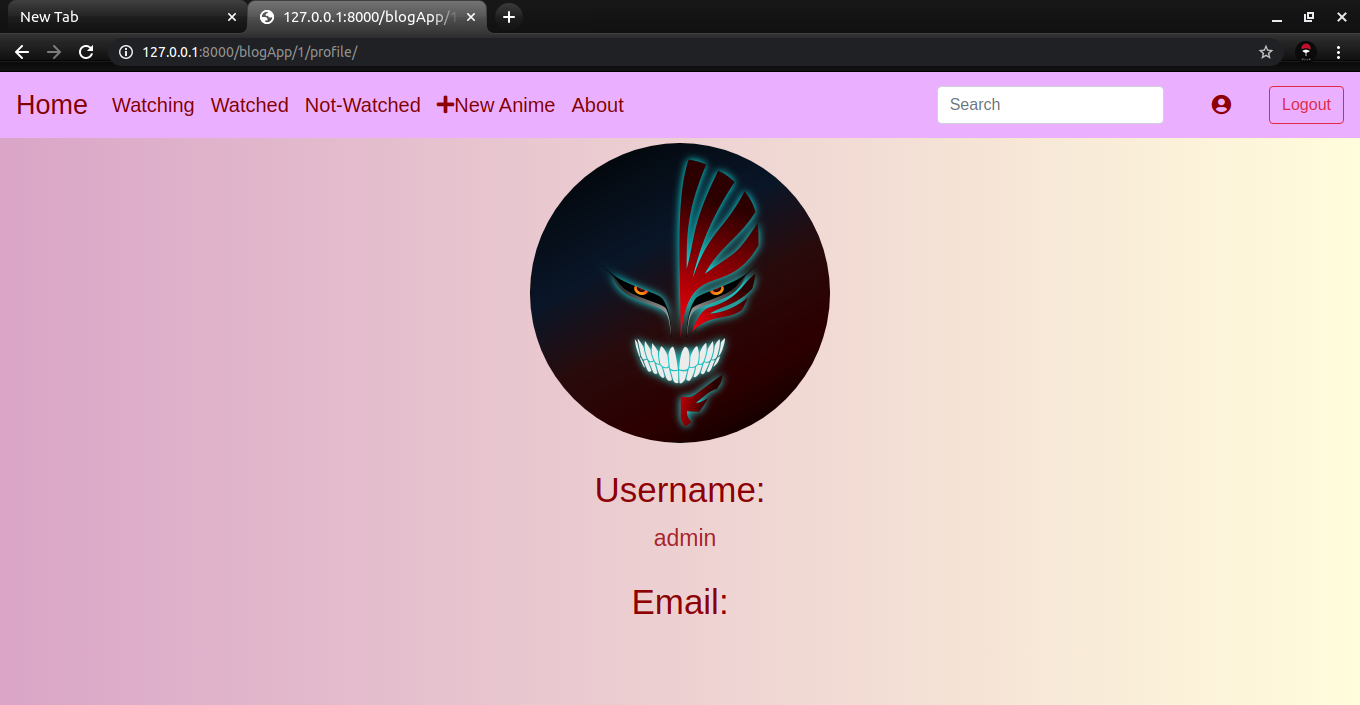 New Tab
127.0.0.1:8000/blogApp/1
127.0.0.1:8000/blogApp/1/profile/
Home Watching Watched Not-Watched New Anime About Search Logout
Username:
admin
Email: